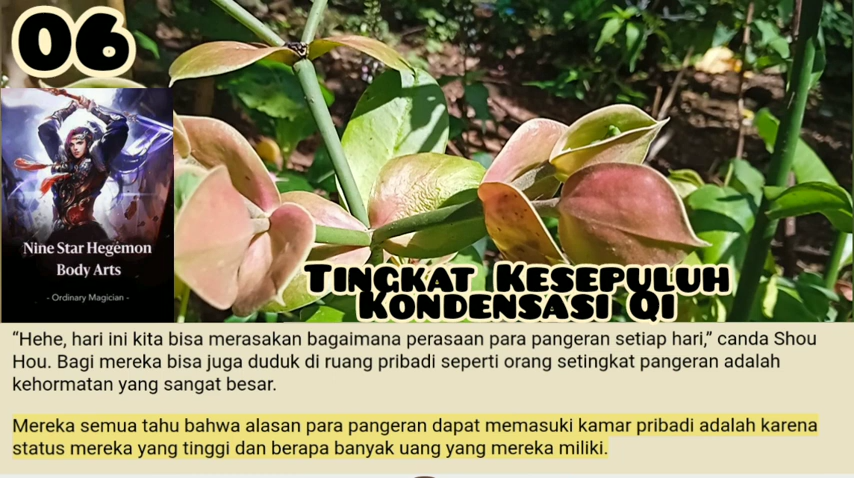 06
Nine Star Hegemon
Body Arts
- Ordinary Magician -
Tingkat Kesepuluh
Kondensasi Qi
“Hehe, hari ini kita bisa merasakan bagaimana perasaan para pangeran setiap hari,” canda Shou
Hou. Bagi mereka bisa juga duduk di ruang pribadi seperti orang setingkat pangeran adalah
kehormatan yang sangat besar.
Mereka semua tahu bahwa alasan para pangeran dapat memasuki kamar pribadi adalah karena
status mereka yang tinggi dan berapa banyak uang yang mereka miliki.